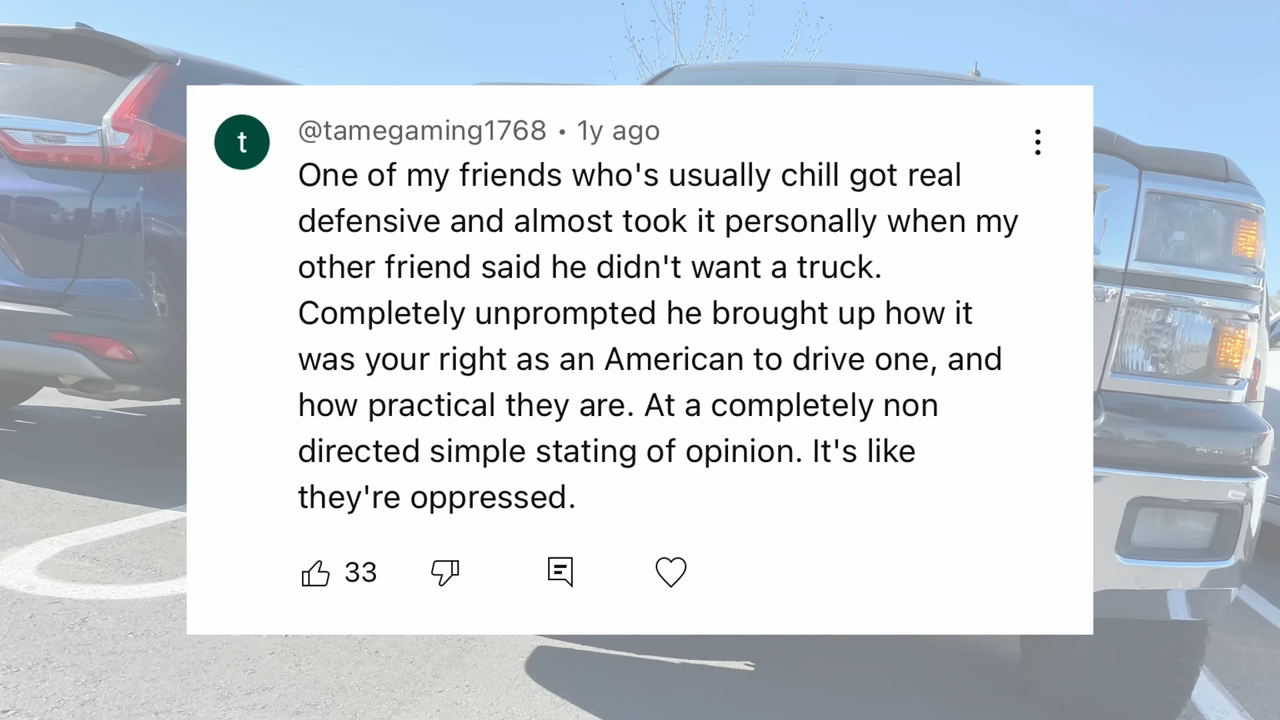 t
@tamegaming1768 • 1y ago
One of my friends who's usually chill got real
defensive and almost took it personally when my
other friend said he didn't want a truck.
Completely unprompted he brought up how it
was your right as an American to drive one, and
how practical they are. At a completely non
directed simple stating of opinion. It's like
they're oppressed.
33